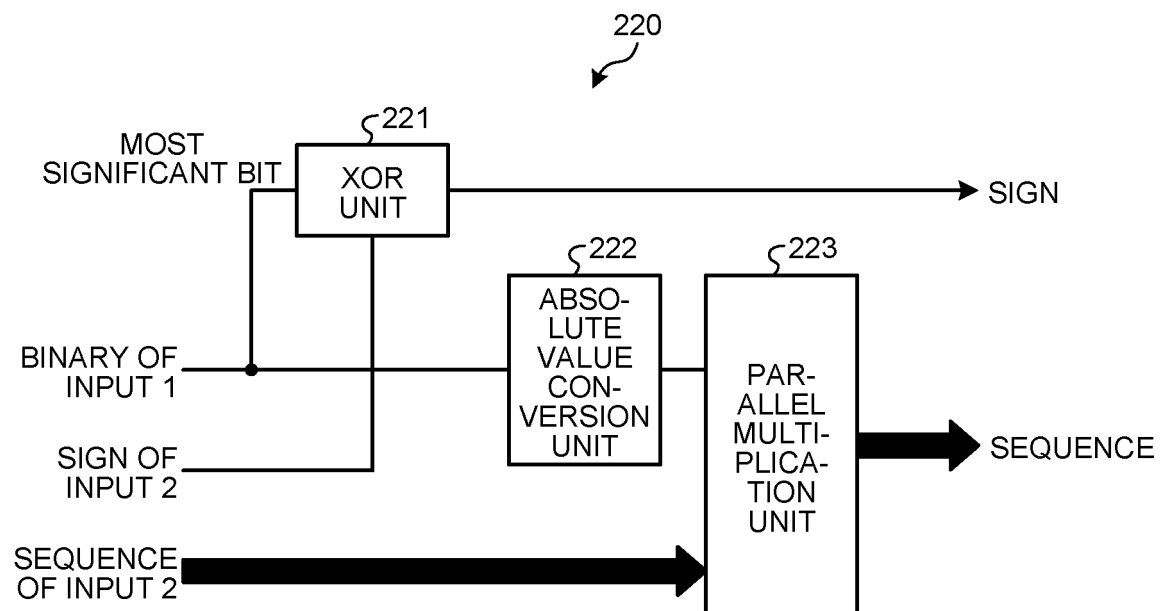 220
221
MOST
SIGNIFICANT BIT
XOR
UNIT
SIGN
222
223
ABSO-
LUTE
VALUE
CON-
VERSION
UNIT
BINARY OF
INPUT 1
PAR-
ALLEL
MULTI-
PLICA-
TION
UNIT
SIGN OF
INPUT 2
SEQUENCE
SEQUENCE
OF INPUT 2